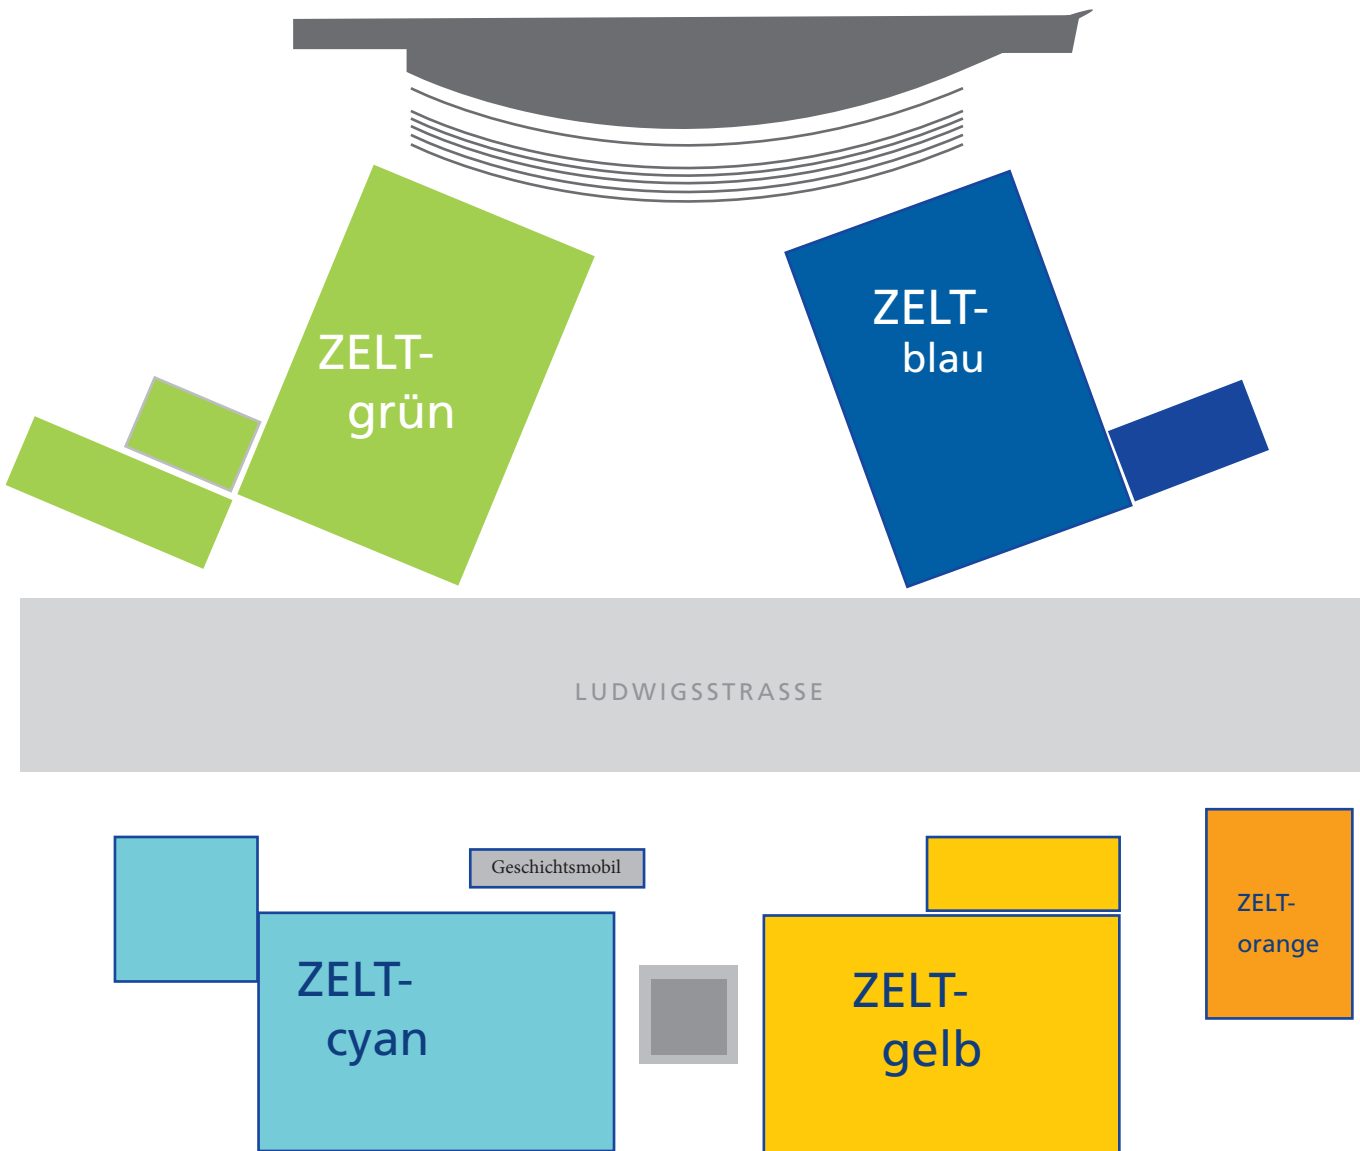 ZELT-
grün
ZELT-
blau
LUDWIGSSTRASSE
Geschichtsmobil
ZELT-
cyan
ZELT-
gelb
ZELT-
orange